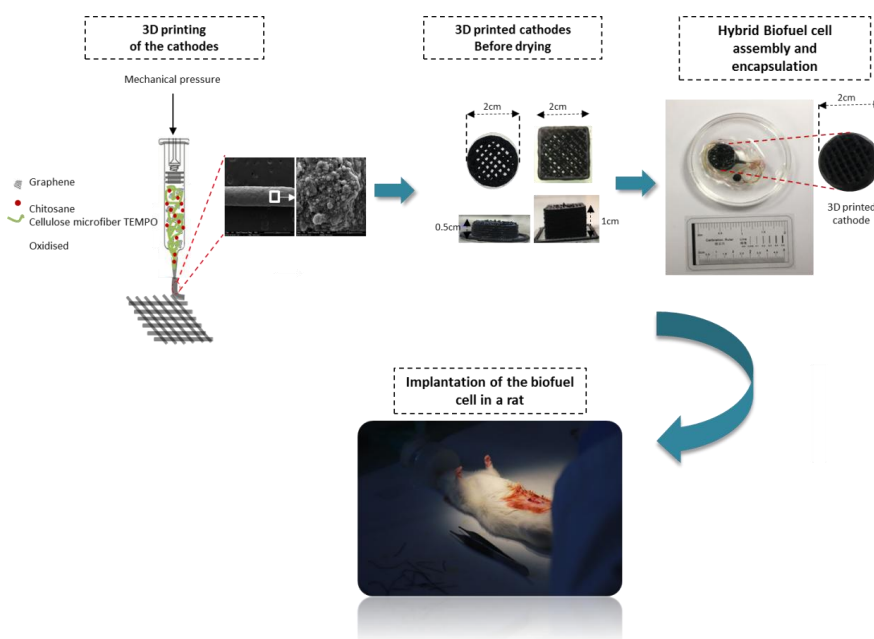 3D printing
of the cathodes
3D printed cathodes
Before drying
Hybrid Biofuel cell
assembly and
encapsulation
Mechanical pressure
Graphene
Chitosane
Cellulose microfiber TEMPO
Oxidised
2cm
2cm
0.5cm
1cm
2cm
3D printed
cathode
Implantation of the biofuel
cell in a rat